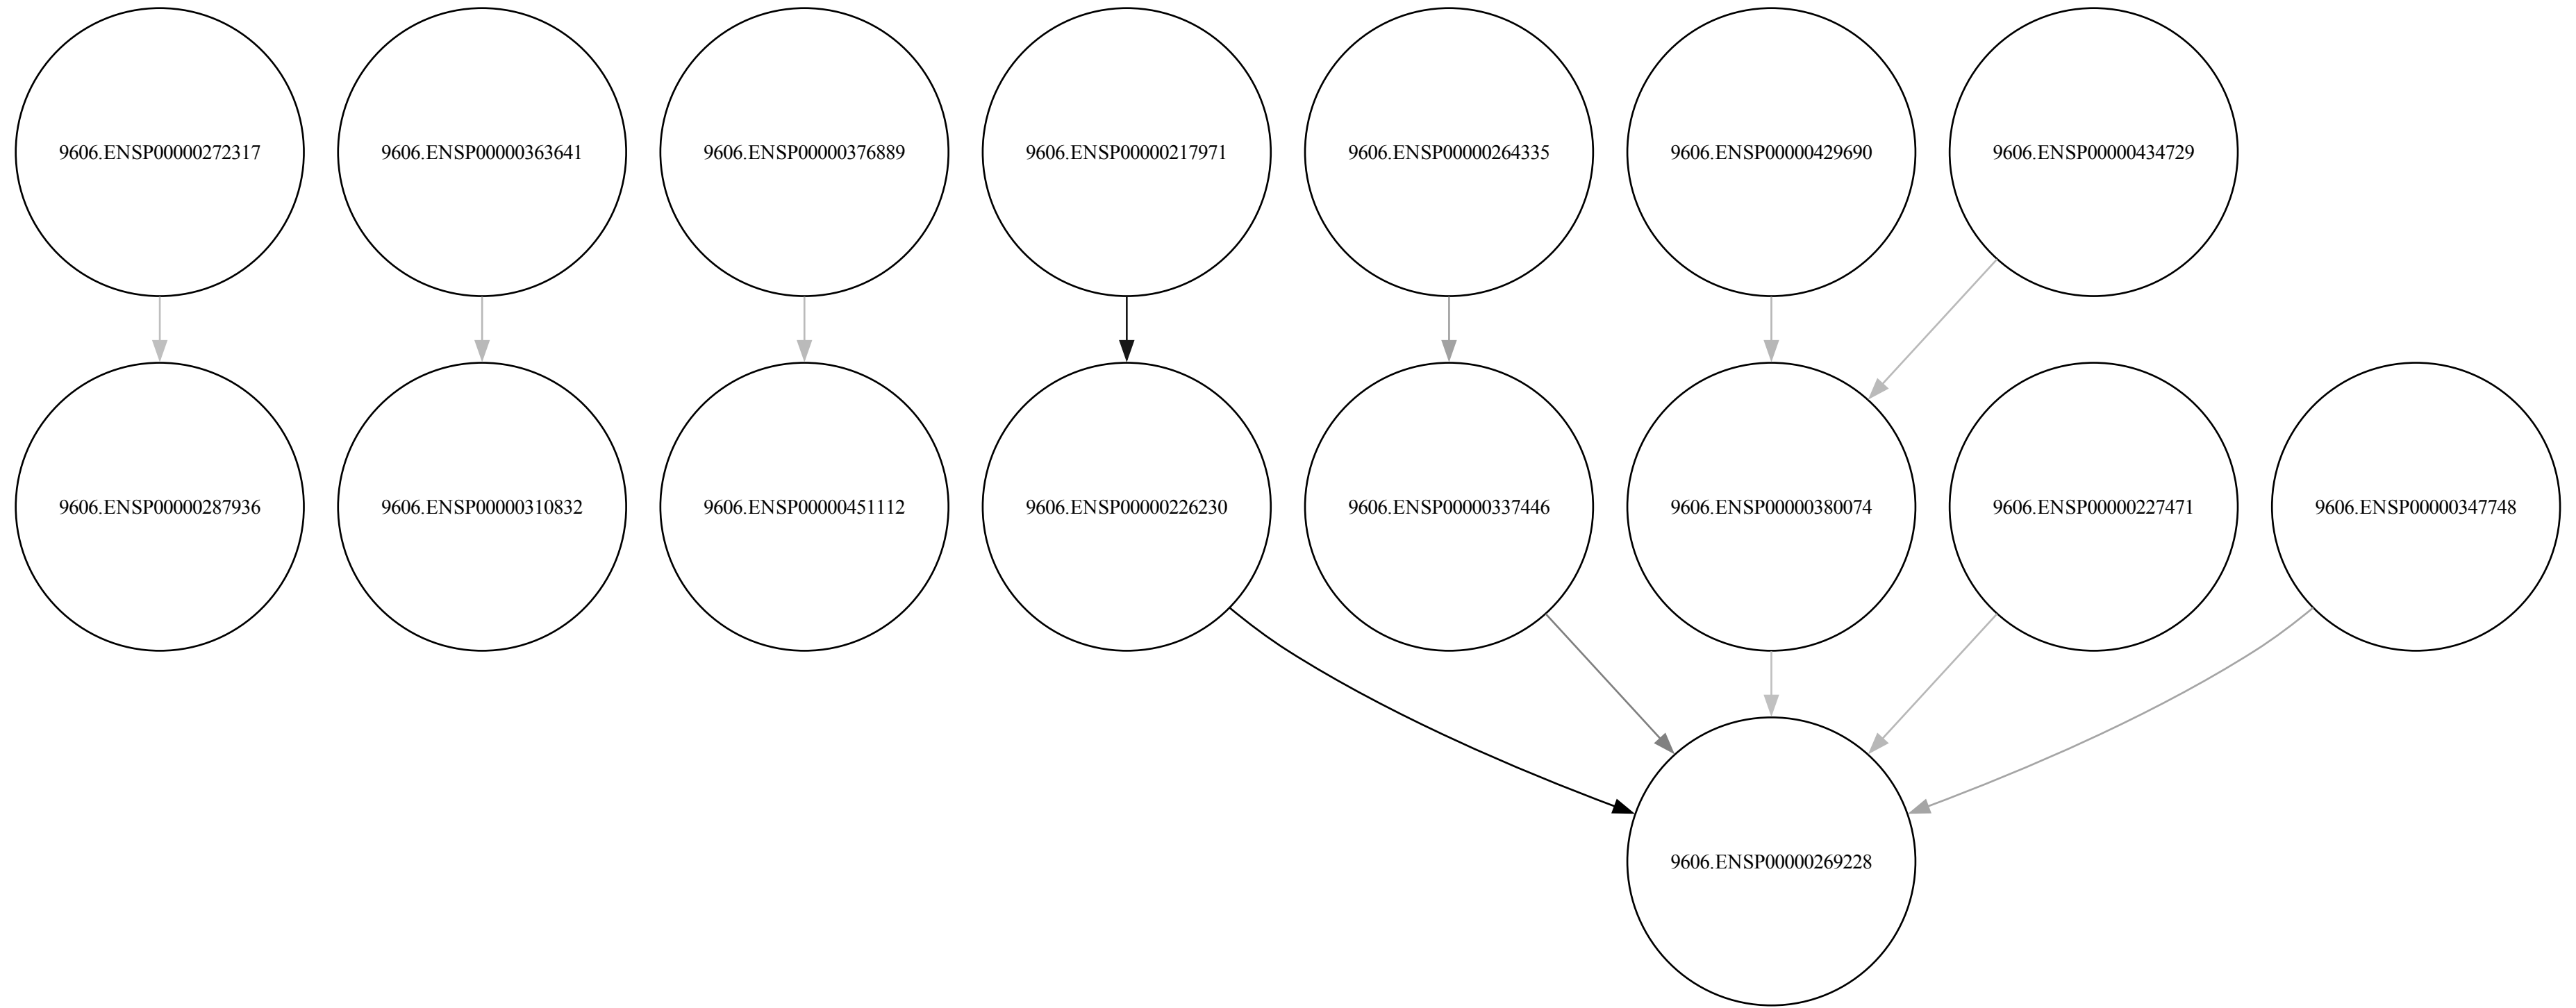 9606.ENSP00000272317
9606.ENSP00000363641
9606.ENSP00000376889
9606.ENSP00000217971
9606.ENSP00000264335
9606.ENSP00000429690
9606.ENSP00000434729
9606.ENSP00000287936
9606.ENSP00000310832
9606.ENSP00000451112
9606.ENSP00000226230
9606.ENSP00000337446
9606.ENSP00000380074
9606.ENSP00000227471
9606.ENSP00000347748
9606.ENSP00000269228